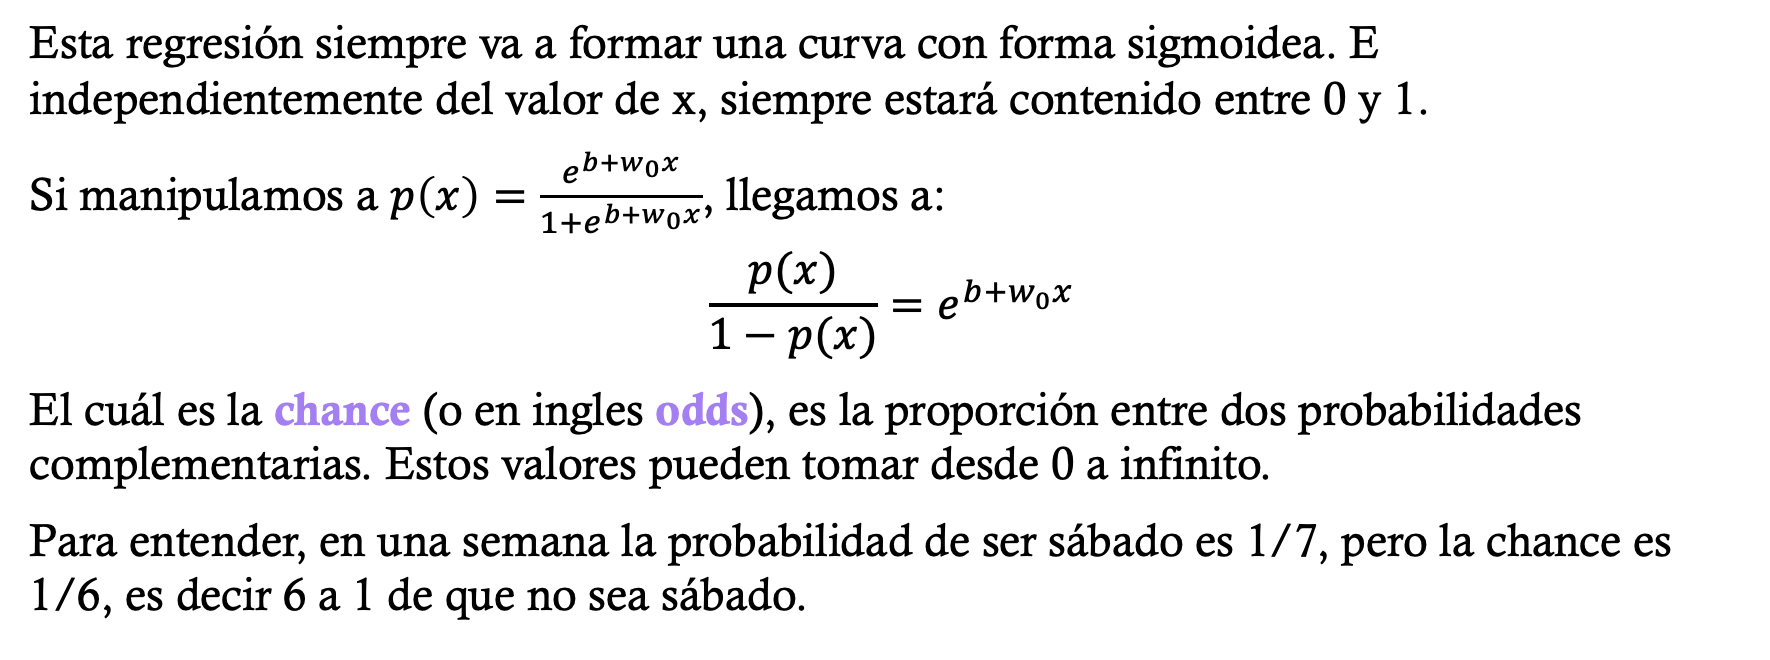 Esta regresión siempre va a formar una curva con forma sigmoidea. E
independientemente del valor de x, siempre estará contenido entre 0 y 1.
Si manipulamos a p(x) = \frac{e^{b+w_0x}}{1+e^{b+w_0x}}, llegamos a:
\frac{p(x)}{1 − p(x)} = e^{b+w_0x}
El cuál es la chance (o en ingles odds), es la proporción entre dos probabilidades
complementarias. Estos valores pueden tomar desde 0 a infinito.
Para entender, en una semana la probabilidad de ser sábado es 1/7, pero la chance es
1/6, es decir 6 a 1 de que no sea sábado.